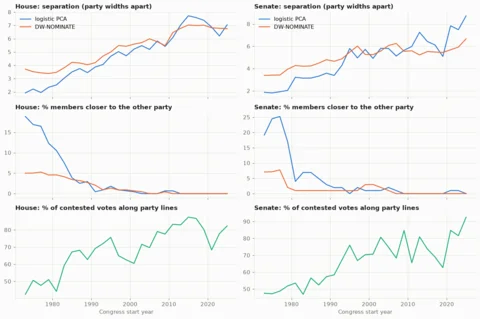 House: separation (party widths apart)
logistic PCA
DW-NOMINATE
8
7
6
5
4
3
2
Senate: separation (party widths apart)
logistic PCA
DW-NOMINATE
8
6
4
2
House: % members closer to the other party
15
10
5
0
Senate: % members closer to the other party
25
20
15
10
5
0
House: % of contested votes along party lines
80
70
60
50
1980 1990 2000 2010 2020
Congress start year
Senate: % of contested votes along party lines
90
80
70
60
50
1980 1990 2000 2010 2020
Congress start year